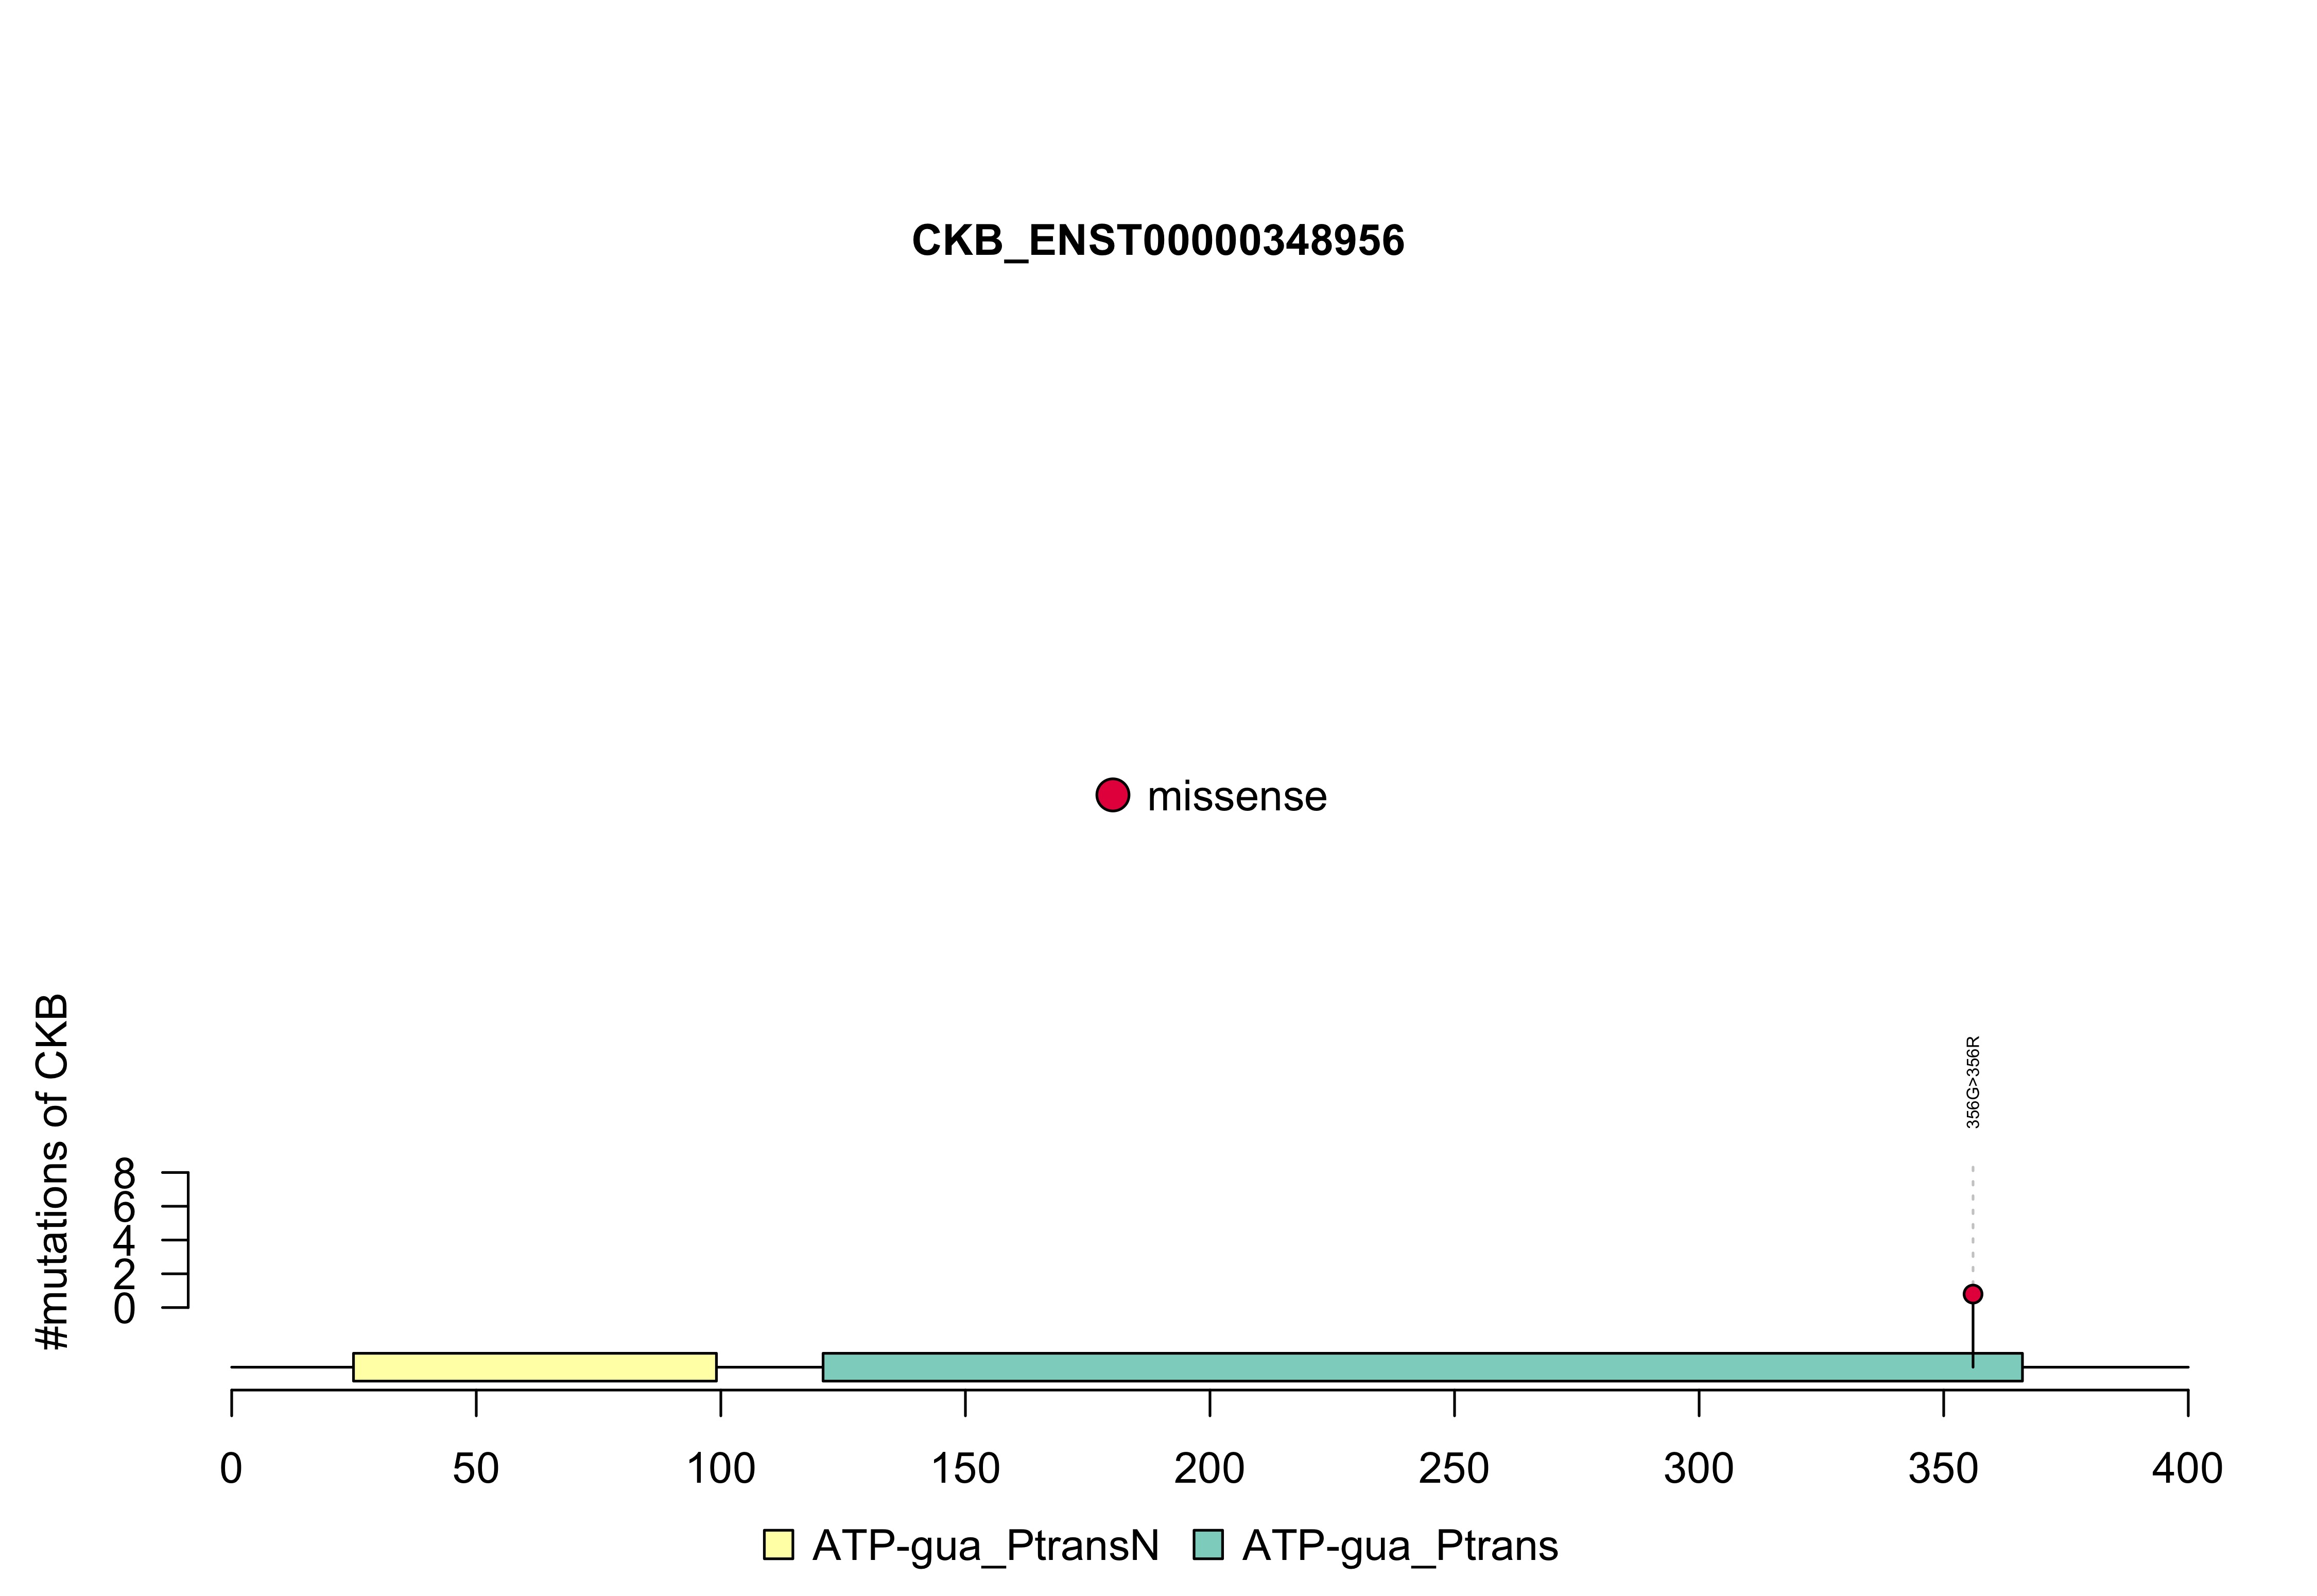 CKB_ENST00000348956
missense
#mutations of CKB
356G>356R
8
6
4
2
0
0 50 100 150 200 250 300 350 400
ATP-gua_PtransN ATP-gua_Ptrans